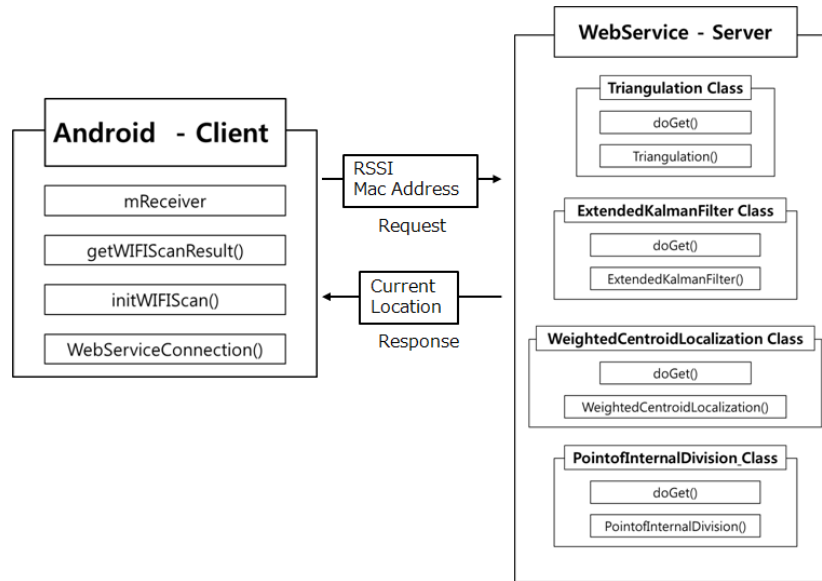 Android - Client
mReceiver
getWIFIScanResult()
initWIFIScan()
WebServiceConnection()
RSSI
Mac Address
Request
Current
Location
Response
WebService - Server
Triangulation Class
doGet()
Triangulation()
ExtendedKalmanFilter Class
doGet()
ExtendedKalmanFilter()
WeightedCentroidLocalization Class
doGet()
WeightedCentroidLocalization()
PointofInternalDivision_Class
doGet()
PointofInternalDivision()